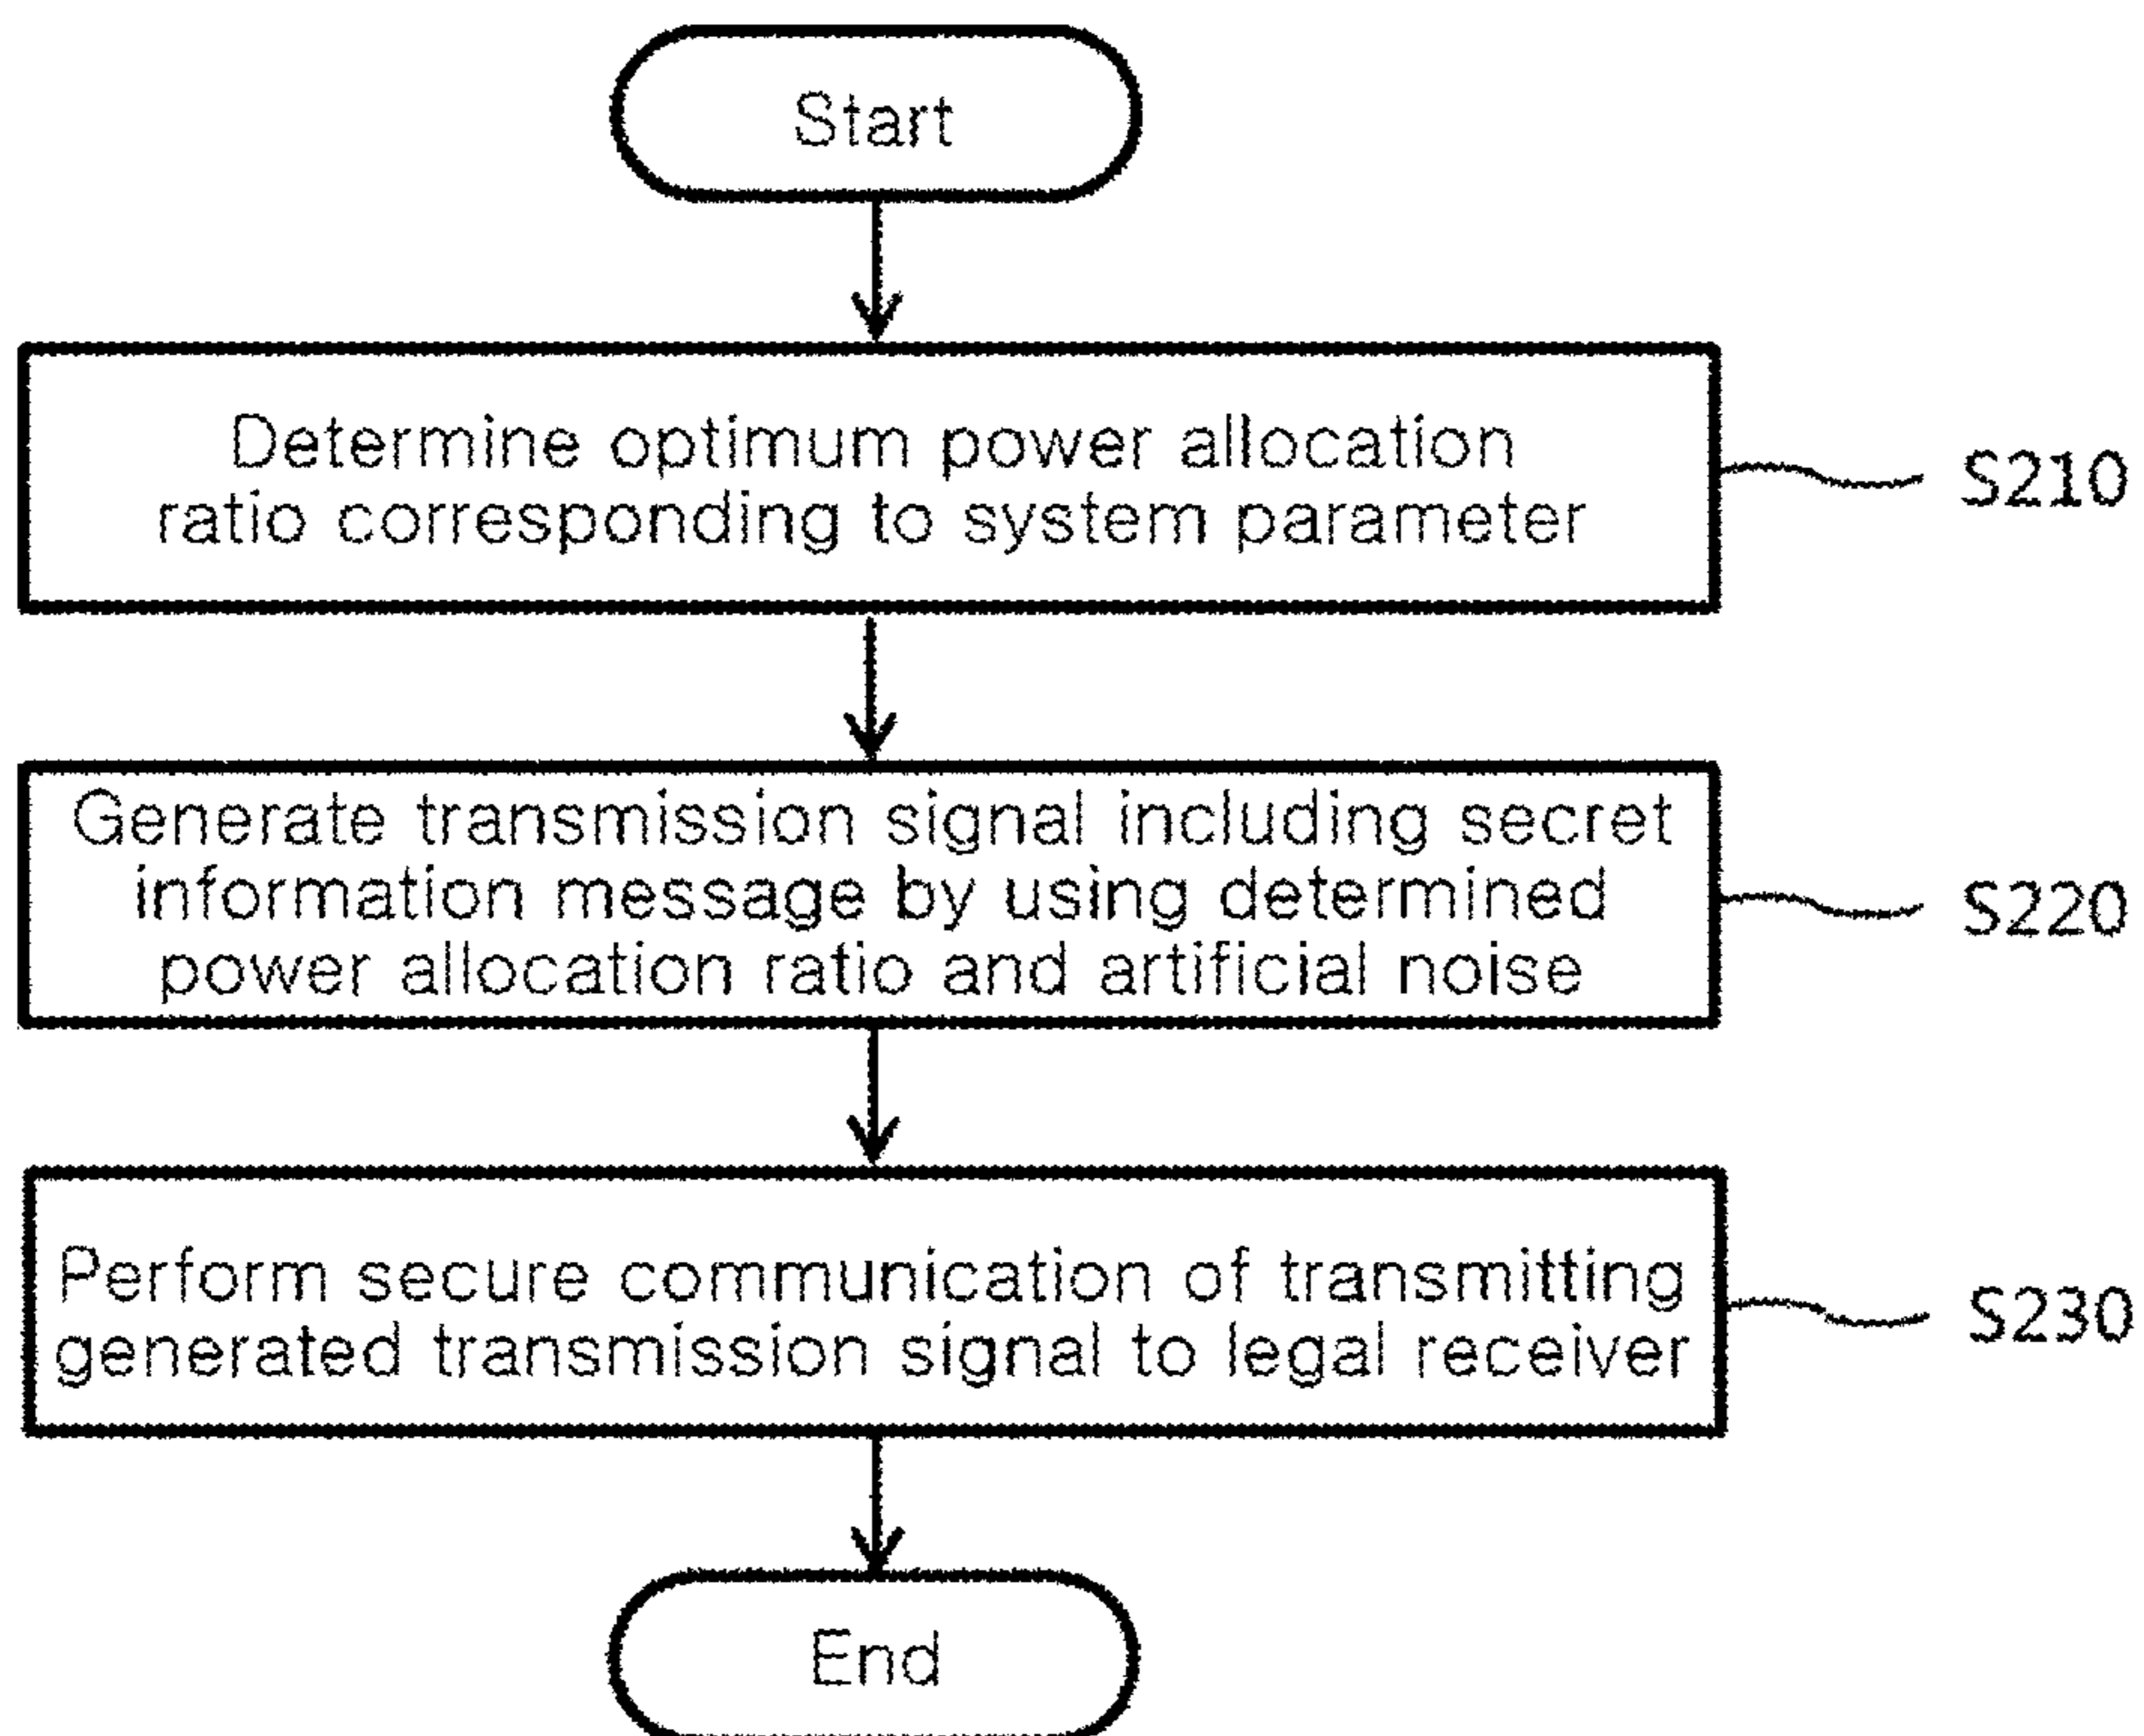 Start
Determine optimum power allocation
ratio corresponding to system parameter
S210
Generate transmission signal including secret
information message by using determined
power allocation ratio and artificial noise
S220
Perform secure communication of transmitting
generated transmission signal to legal receiver
S230
End